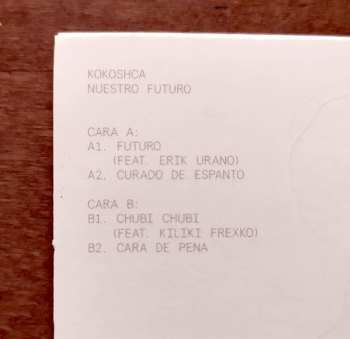 KOKOSHCA
NUESTRO FUTURO
CARA A:
A1. FUTURO
(FEAT. ERIK URANO)
A2. CURADO DE ESPANTO
CARA B:
B1. CHUBI CHUBI
(FEAT. KILIKI FREXKO)
B2. CARA DE PENA